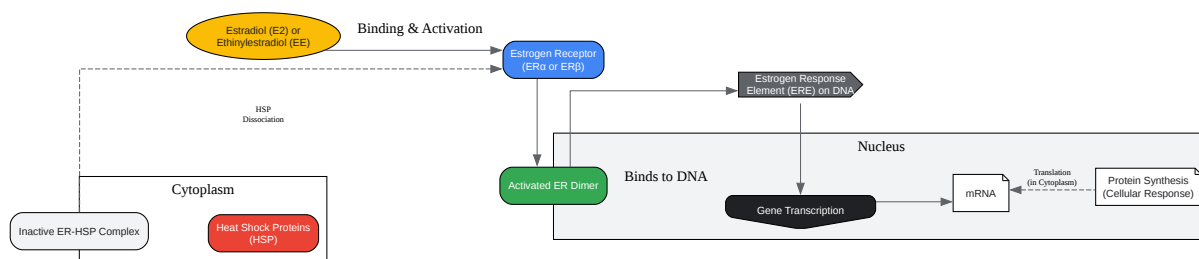 Estradiol (E2) or
Ethinylestradiol (EE)
Binding & Activation
Estrogen Receptor
(ERα or ERβ)
HSP
Dissociation
Estrogen Response
Element (ERE) on DNA
Nucleus
Cytoplasm
Activated ER Dimer
Binds to DNA
Gene Transcription
mRNA
Translation
(in Cytoplasm)
Protein Synthesis
(Cellular Response)
Inactive ER-HSP Complex
Heat Shock Proteins
(HSP)